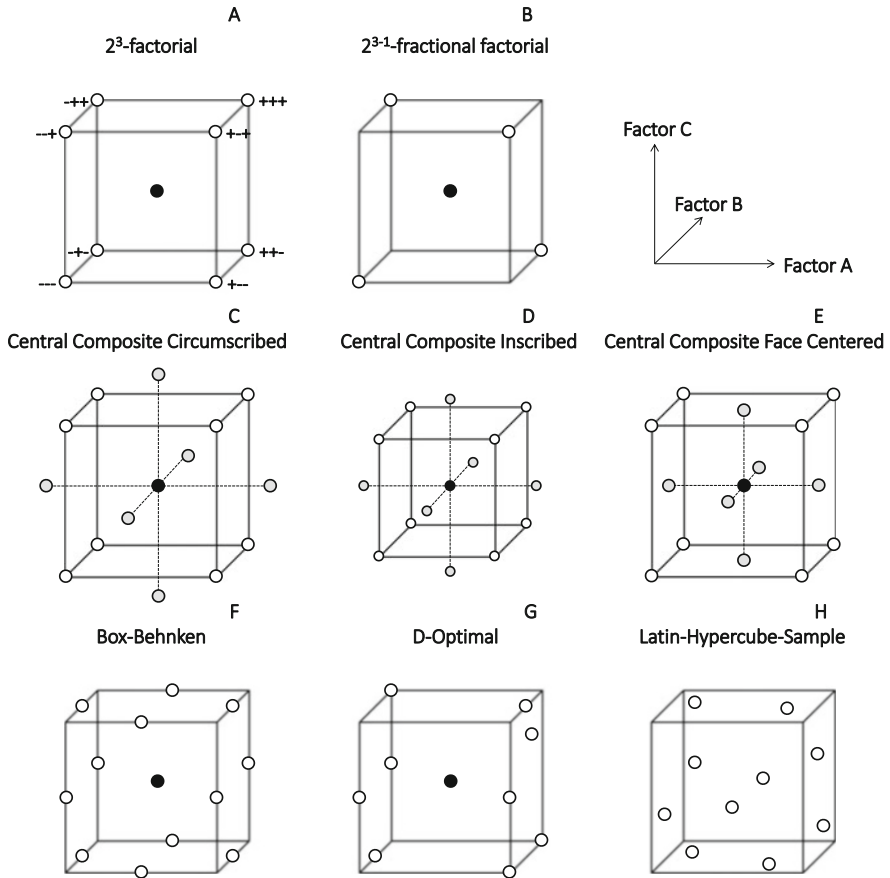 A
2³-factorial
B
2³⁻¹-fractional factorial
-++
+++
--+
+-+
-+-
++-
---
+--
Factor C
Factor B
Factor A
C
Central Composite Circumscribed
D
Central Composite Inscribed
E
Central Composite Face Centered
F
Box-Behnken
G
D-Optimal
H
Latin-Hypercube-Sample